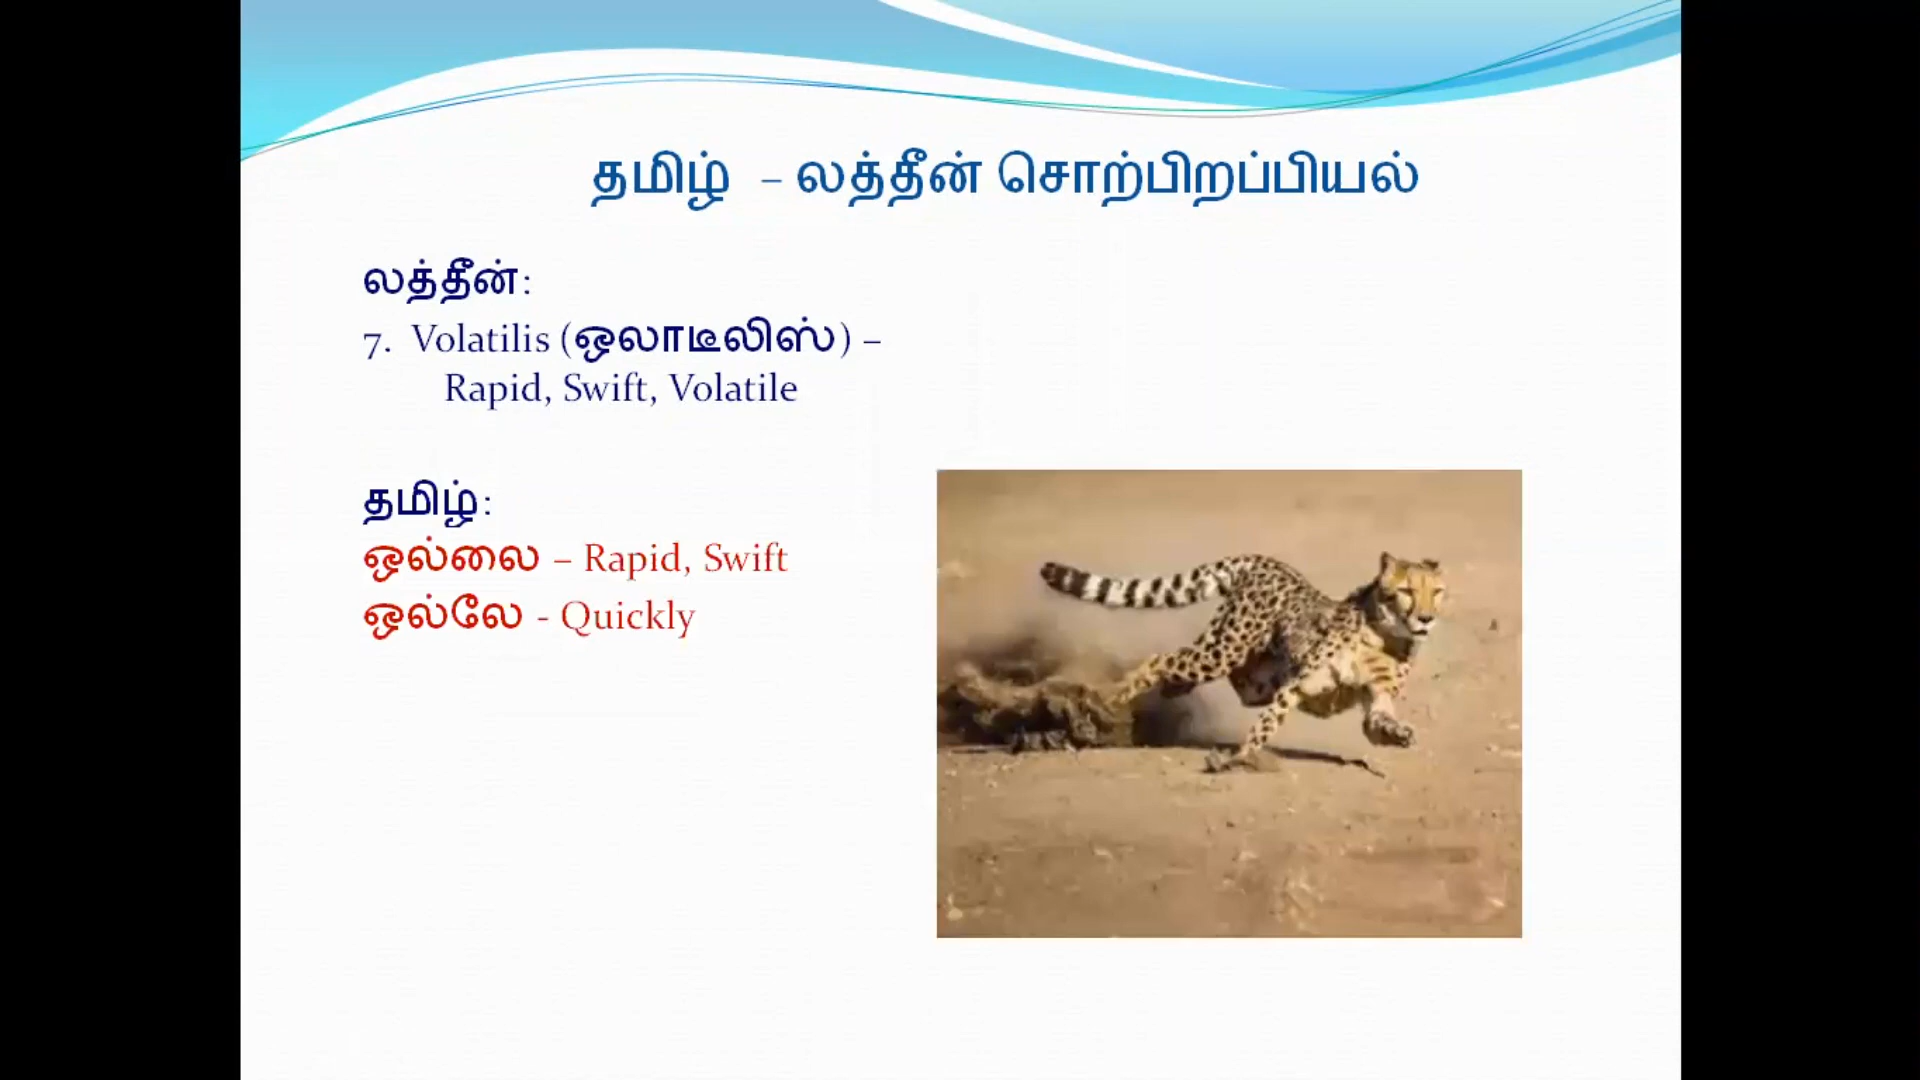 தமிழ் – லத்தீன் சொற்பிறப்பியல்
லத்தீன்:
7. Volatilis (ஒலாடீலிஸ்) –
Rapid, Swift, Volatile
தமிழ்:
ஒல்லை – Rapid, Swift
ஒல்லே - Quickly